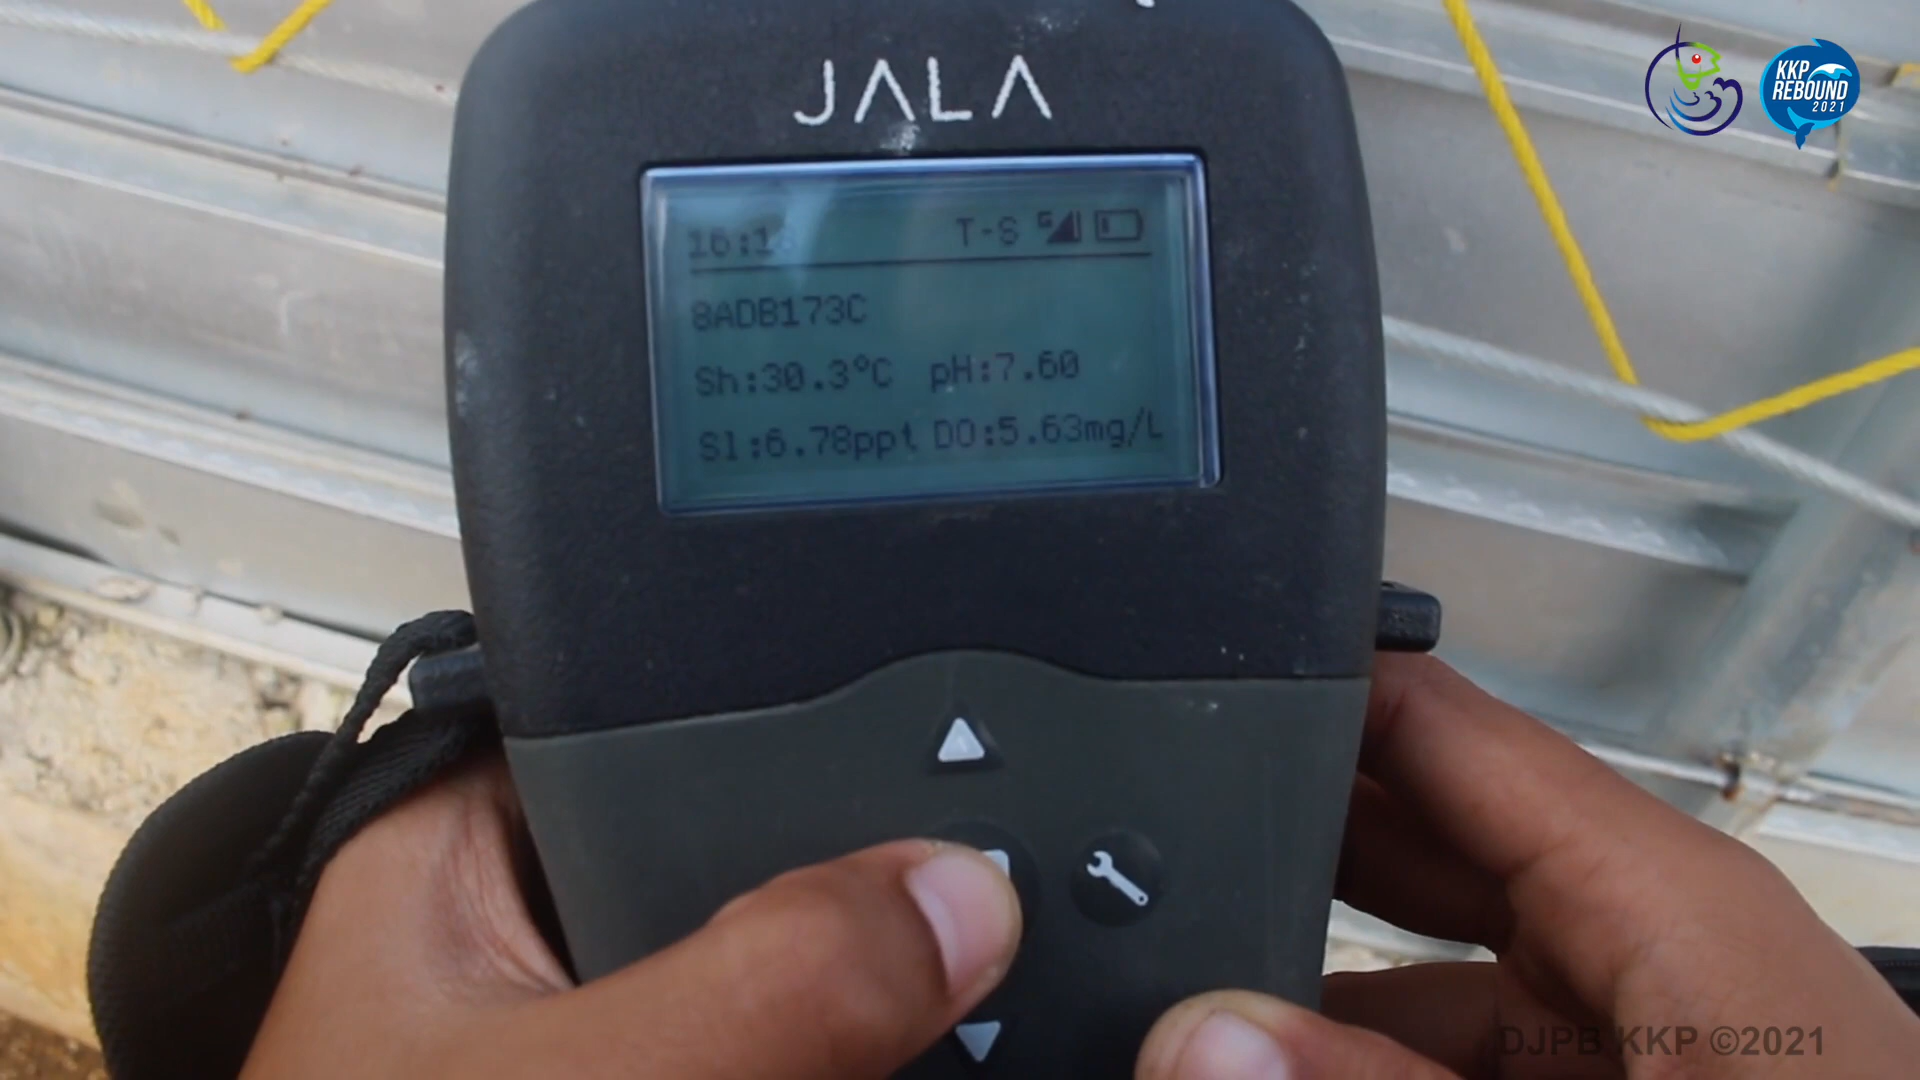 JALA
KKP
REBOUND
2021
T-S
8ADB173C
Sh:30.3°C pH:7.60
Sl:6.78ppt DO:5.63mg/L
DJPB KKP ©2021